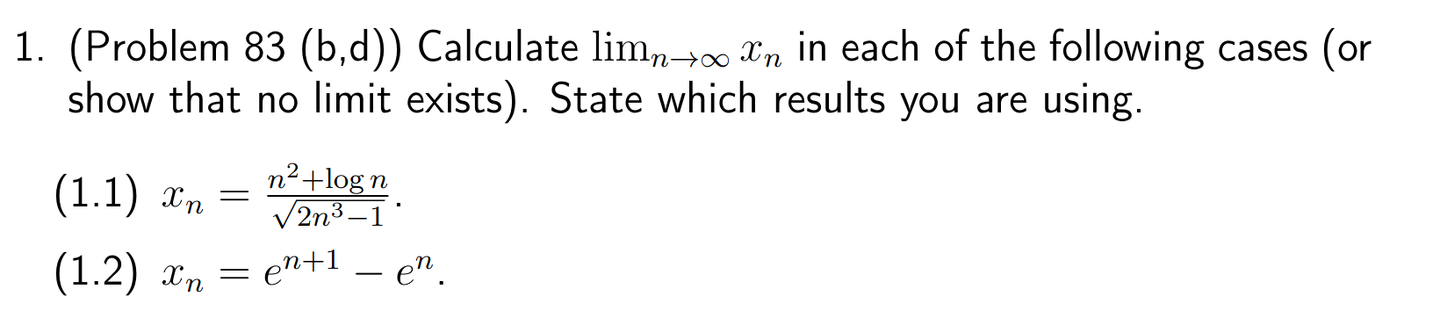 1. (Problem 83 (b,d)) Calculate lim_{n→∞} x_n in each of the following cases (or
show that no limit exists). State which results you are using.
(1.1) x_n = \frac{n^2+\log n}{\sqrt{2n^3-1}}.
(1.2) x_n = e^{n+1} − e^n.